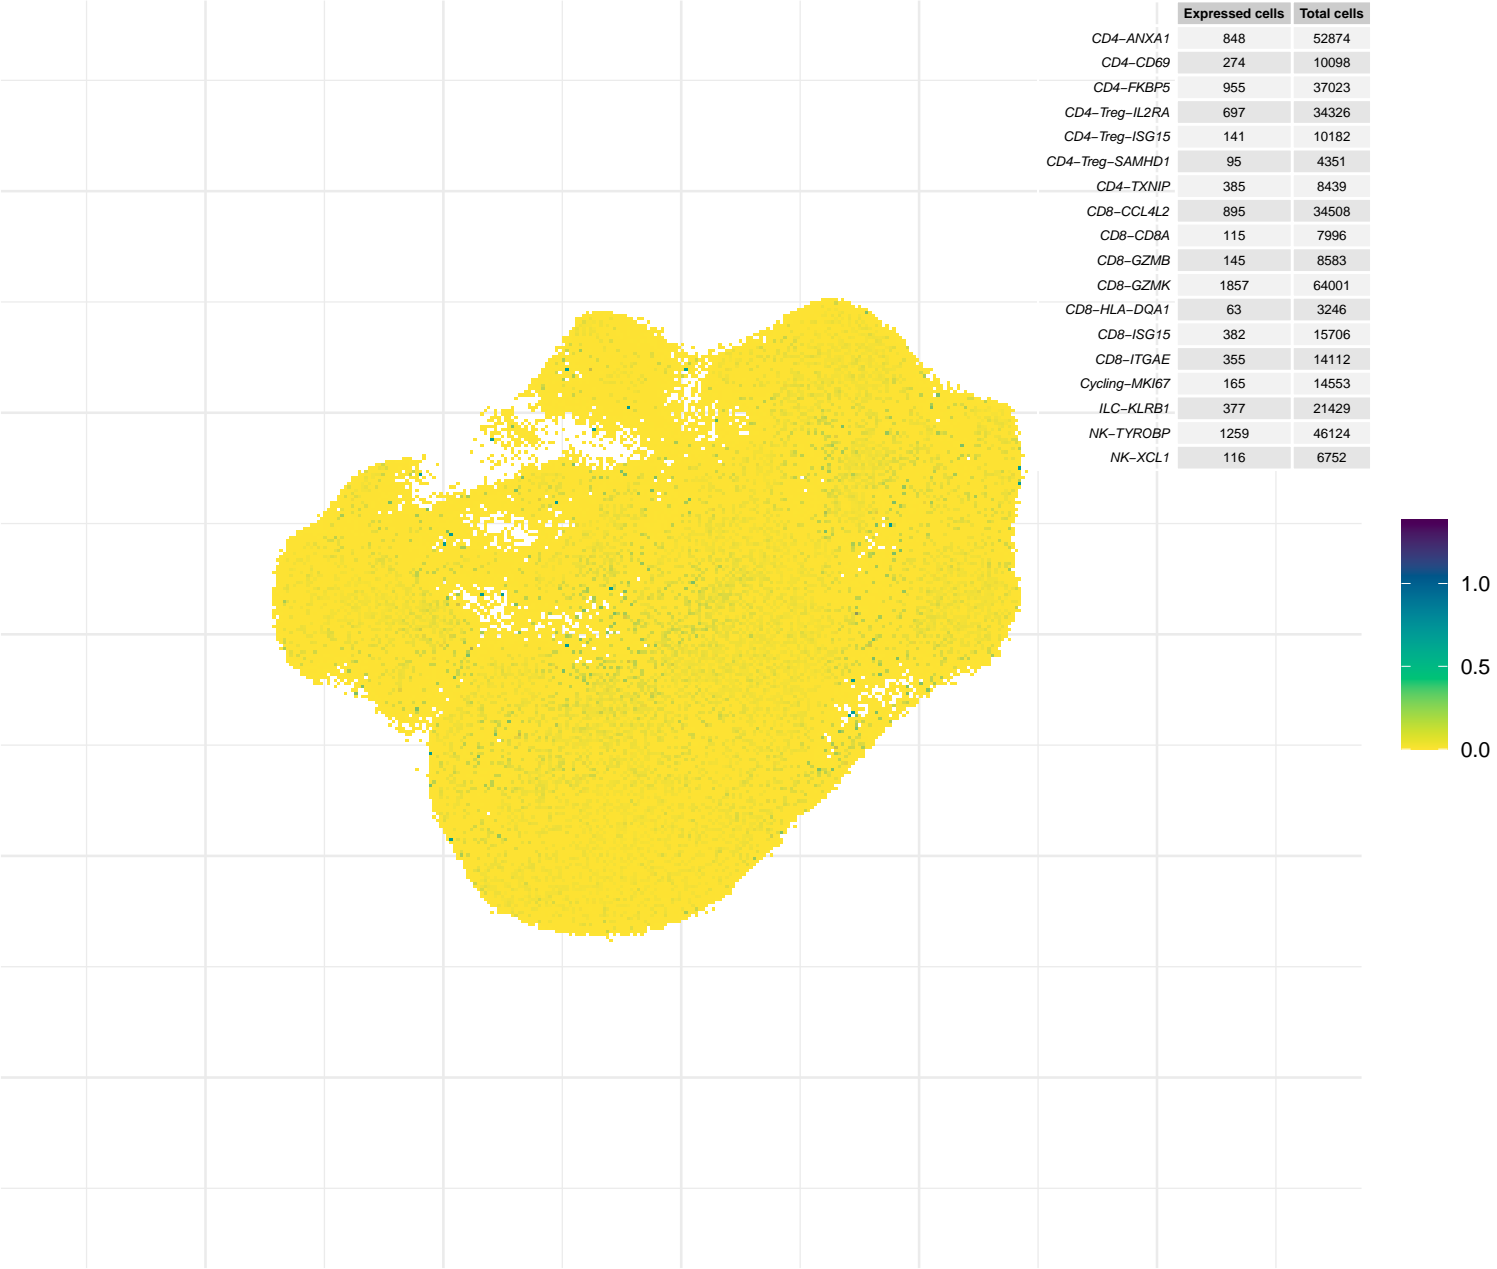 Expressed cells Total cells
CD4−ANXA1 848 52874
CD4−CD69 274 10098
CD4−FKBP5 955 37023
CD4−Treg−IL2RA 697 34326
CD4−Treg−ISG15 141 10182
CD4−Treg−SAMHD1 95 4351
CD4−TXNIP 385 8439
CD8−CCL4L2 895 34508
CD8−CD8A 115 7996
CD8−GZMB 145 8583
CD8−GZMK 1857 64001
CD8−HLA−DQA1 63 3246
CD8−ISG15 382 15706
CD8−ITGAE 355 14112
Cycling−MKI67 165 14553
ILC−KLRB1 377 21429
NK−TYROBP 1259 46124
NK−XCL1 116 6752
1.0
0.5
0.0